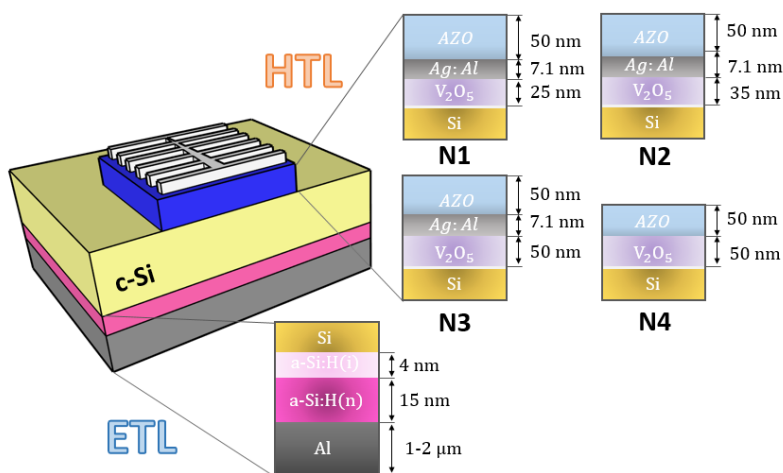 HTL
AZO
50 nm
Ag: Al
7.1 nm
V₂O₅
25 nm
Si
N1
AZO
50 nm
Ag: Al
7.1 nm
V₂O₅
35 nm
Si
N2
AZO
50 nm
Ag: Al
7.1 nm
V₂O₅
50 nm
Si
N3
AZO
50 nm
V₂O₅
50 nm
Si
N4
c-Si
ETL
Si
a-Si:H(i)
4 nm
a-Si:H(n)
15 nm
Al
1-2 μm